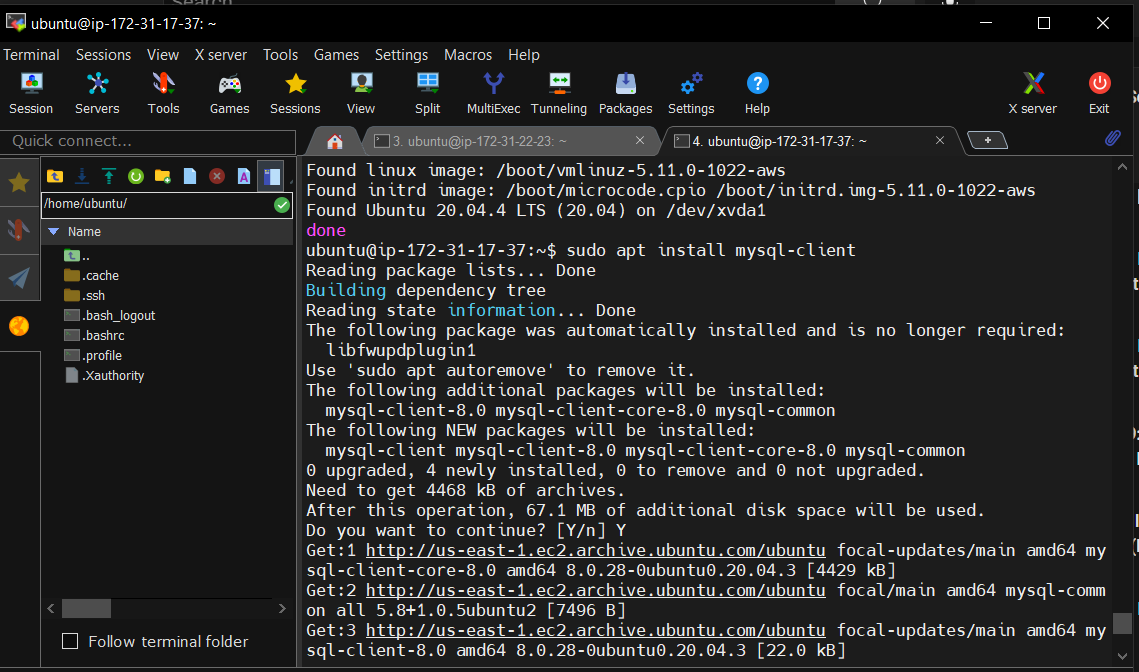 ubuntu@ip-172-31-17-37: ~
Terminal Sessions View X server Tools Games Settings Macros Help
Session Servers Tools Games Sessions View Split MultiExec Tunneling Packages Settings Help X server Exit
Quick connect...
3. ubuntu@ip-172-31-22-23: ~
4. ubuntu@ip-172-31-17-37: ~
/home/ubuntu/
Name
..
.cache
.ssh
.bash_logout
.bashrc
.profile
.Xauthority
Follow terminal folder
Found linux image: /boot/vmlinuz-5.11.0-1022-aws
Found initrd image: /boot/microcode.cpio /boot/initrd.img-5.11.0-1022-aws
Found Ubuntu 20.04.4 LTS (20.04) on /dev/xvda1
done
ubuntu@ip-172-31-17-37:~$ sudo apt install mysql-client
Reading package lists... Done
Building dependency tree
Reading state information... Done
The following package was automatically installed and is no longer required:
libfwupdplugin1
Use 'sudo apt autoremove' to remove it.
The following additional packages will be installed:
mysql-client-8.0 mysql-client-core-8.0 mysql-common
The following NEW packages will be installed:
mysql-client mysql-client-8.0 mysql-client-core-8.0 mysql-common
0 upgraded, 4 newly installed, 0 to remove and 0 not upgraded.
Need to get 4468 kB of archives.
After this operation, 67.1 MB of additional disk space will be used.
Do you want to continue? [Y/n] Y
Get:1 http://us-east-1.ec2.archive.ubuntu.com/ubuntu focal-updates/main amd64 my
sql-client-core-8.0 amd64 8.0.28-0ubuntu0.20.04.3 [4429 kB]
Get:2 http://us-east-1.ec2.archive.ubuntu.com/ubuntu focal/main amd64 mysql-comm
on all 5.8+1.0.5ubuntu2 [7496 B]
Get:3 http://us-east-1.ec2.archive.ubuntu.com/ubuntu focal-updates/main amd64 my
sql-client-8.0 amd64 8.0.28-0ubuntu0.20.04.3 [22.0 kB]